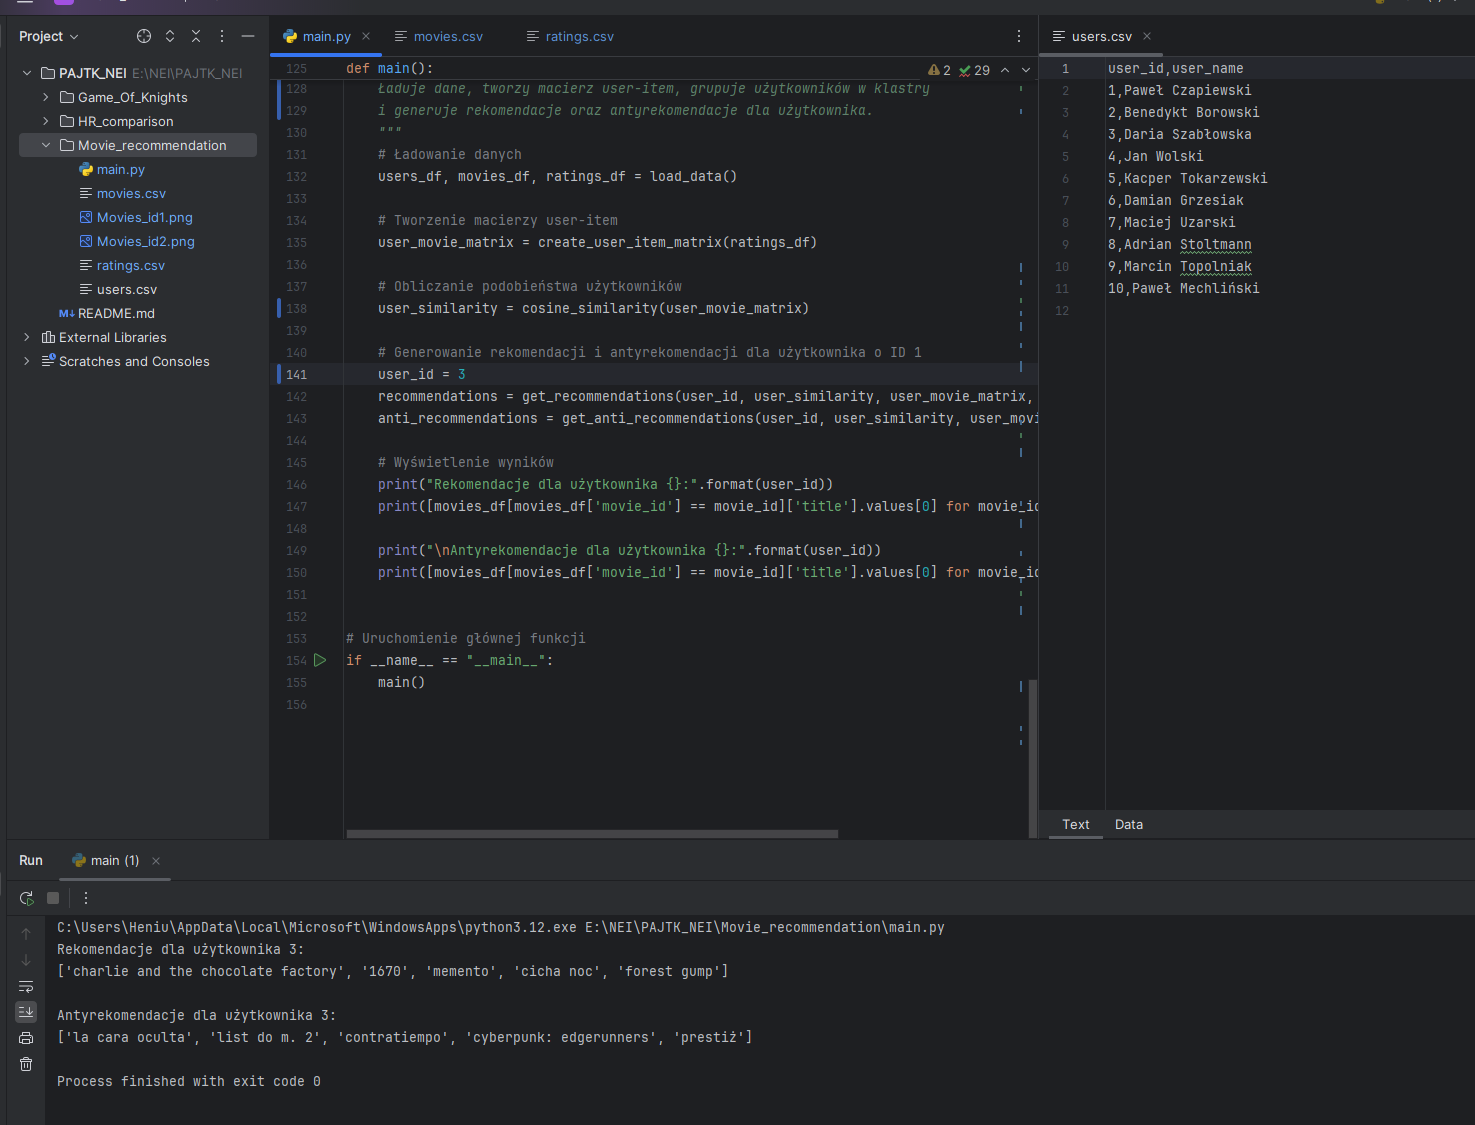 Project
PAJTK_NEI E:\NEI\PAJTK_NEI
Game_Of_Knights
HR_comparison
Movie_recommendation
main.py
movies.csv
Movies_id1.png
Movies_id2.png
ratings.csv
users.csv
README.md
External Libraries
Scratches and Consoles
main.py
movies.csv
ratings.csv
2 29
125 def main():
128 Ładuje dane, tworzy macierz user-item, grupuje użytkowników w klastry
129 i generuje rekomendacje oraz antyrekomendacje dla użytkownika.
130 """
131 # Ładowanie danych
132 users_df, movies_df, ratings_df = load_data()
133
134 # Tworzenie macierzy user-item
135 user_movie_matrix = create_user_item_matrix(ratings_df)
136
137 # Obliczanie podobieństwa użytkowników
138 user_similarity = cosine_similarity(user_movie_matrix)
139
140 # Generowanie rekomendacji i antyrekomendacji dla użytkownika o ID 1
141 user_id = 3
142 recommendations = get_recommendations(user_id, user_similarity, user_movie_matrix,
143 anti_recommendations = get_anti_recommendations(user_id, user_similarity, user_movi
144
145 # Wyświetlenie wyników
146 print("Rekomendacje dla użytkownika {}:".format(user_id))
147 print([movies_df[movies_df['movie_id'] == movie_id]['title'].values[0] for movie_id
148
149 print("\nAntyrekomendacje dla użytkownika {}:".format(user_id))
150 print([movies_df[movies_df['movie_id'] == movie_id]['title'].values[0] for movie_id
151
152
153 # Uruchomienie głównej funkcji
154 if __name__ == "__main__":
155 main()
156
users.csv
1 user_id,user_name
2 1,Paweł Czapiewski
3 2,Benedykt Borowski
4 3,Daria Szabłowska
5 4,Jan Wolski
6 5,Kacper Tokarzewski
7 6,Damian Grzesiak
8 7,Maciej Uzarski
9 8,Adrian Stoltmann
10 9,Marcin Topolniak
11 10,Paweł Mechliński
12
Text Data
Run main (1)
C:\Users\Heniu\AppData\Local\Microsoft\WindowsApps\python3.12.exe E:\NEI\PAJTK_NEI\Movie_recommendation\main.py
Rekomendacje dla użytkownika 3:
['charlie and the chocolate factory', '1670', 'memento', 'cicha noc', 'forest gump']
Antyrekomendacje dla użytkownika 3:
['la cara oculta', 'list do m. 2', 'contratiempo', 'cyberpunk: edgerunners', 'prestiż']
Process finished with exit code 0